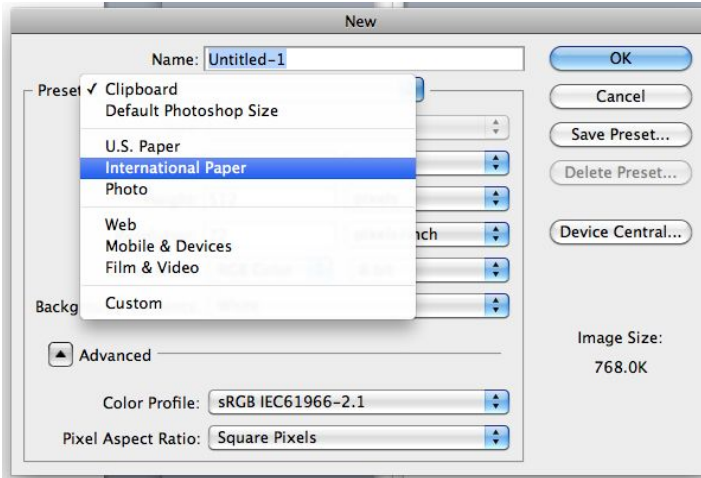 New
Name: Untitled-1
OK
Preset ✓ Clipboard
Cancel
Default Photoshop Size
Save Preset...
U.S. Paper
International Paper
Delete Preset...
Photo
Web
Device Central...
Mobile & Devices
Film & Video
Custom
Image Size:
768.0K
Advanced
Color Profile: sRGB IEC61966-2.1
Pixel Aspect Ratio: Square Pixels